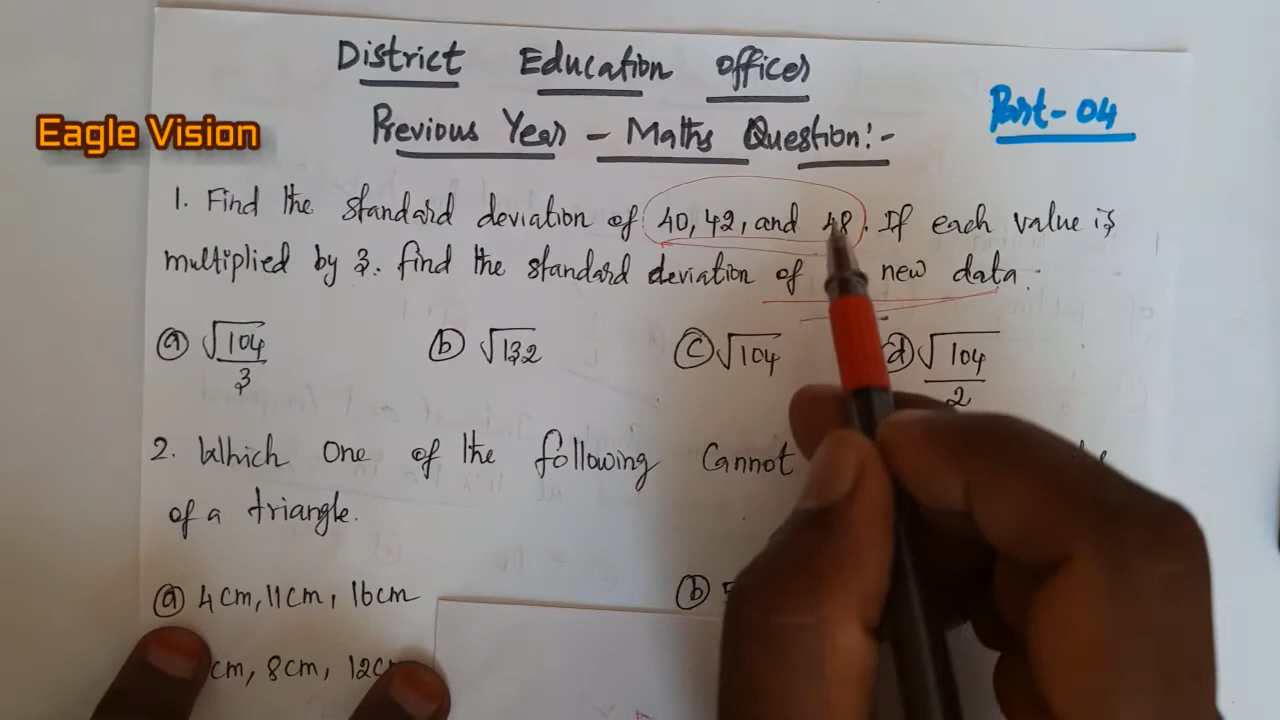 District Education Officer
Eagle Vision
Previous Year - Maths Question:-
Part-04
1. Find the standard deviation of 40, 42, and 48. If each value is
multiplied by 3. find the standard deviation of new data.
(a) √104/3 (b) √132 (c) √104 (d) √104/2
2. Which one of the following cannot
of a triangle.
(a) 4cm, 11cm, 16cm (b)
cm, 8cm, 12c